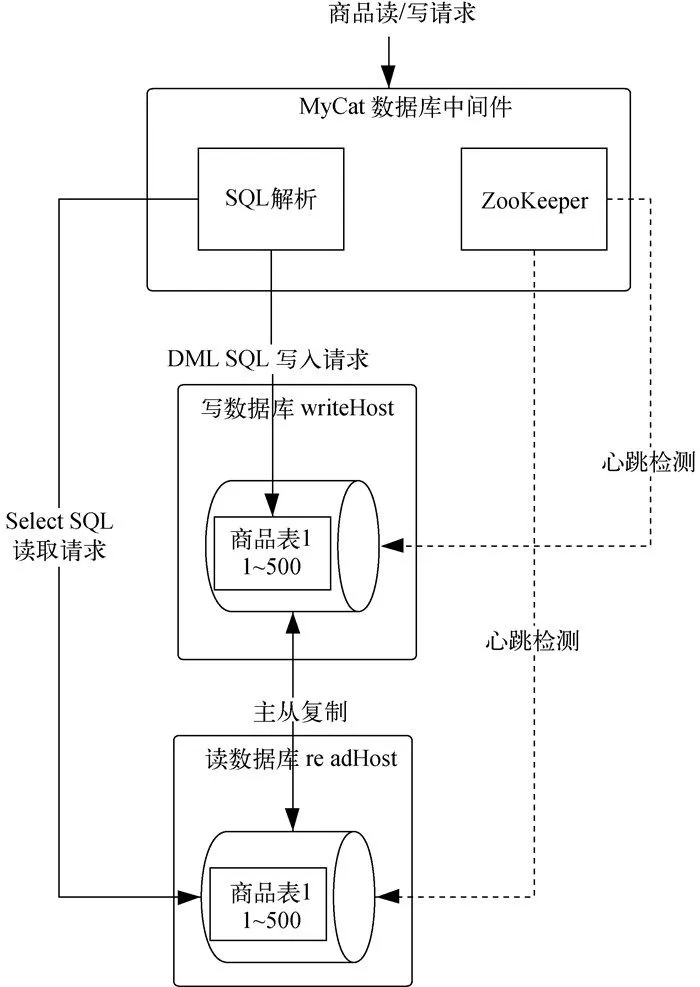 商品读/写请求
MyCat 数据库中间件
SQL解析
ZooKeeper
DML SQL 写入请求
写数据库 writeHost
心跳检测
Select SQL
读取请求
商品表1
1~500
心跳检测
主从复制
读数据库 re adHost
商品表1
1~500